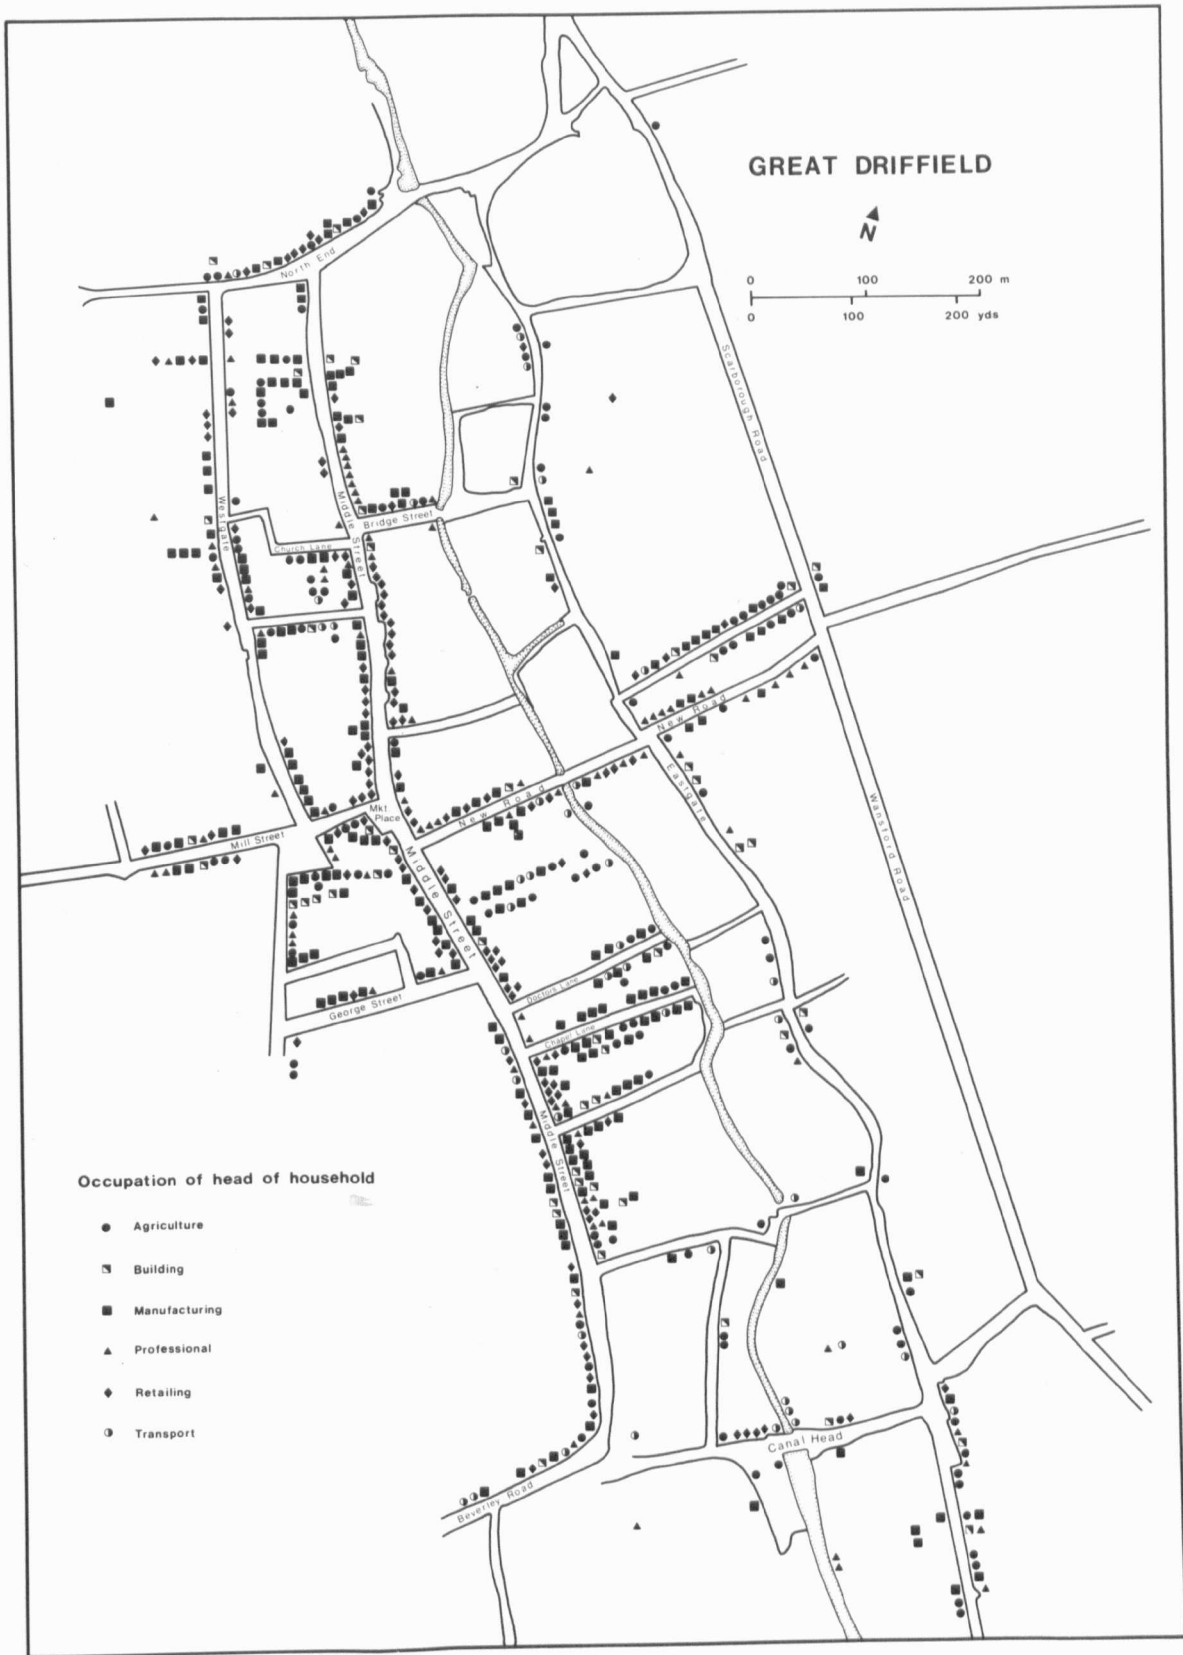 GREAT DRIFFIELD
N
0 100 200 m
0 100 200 yds
North End
Scarborough Road
Westgate
Middle Street
Bridge Street
Church Lane
New Road
Eastgate
Wansford Road
Mkt.
Place
New Road
Mill Street
Middle Street
Doctors Lane
George Street
Chapel Lane
Middle Street
Occupation of head of household
Agriculture
Building
Manufacturing
Professional
Retailing
Transport
Canal Head
Beverley Road